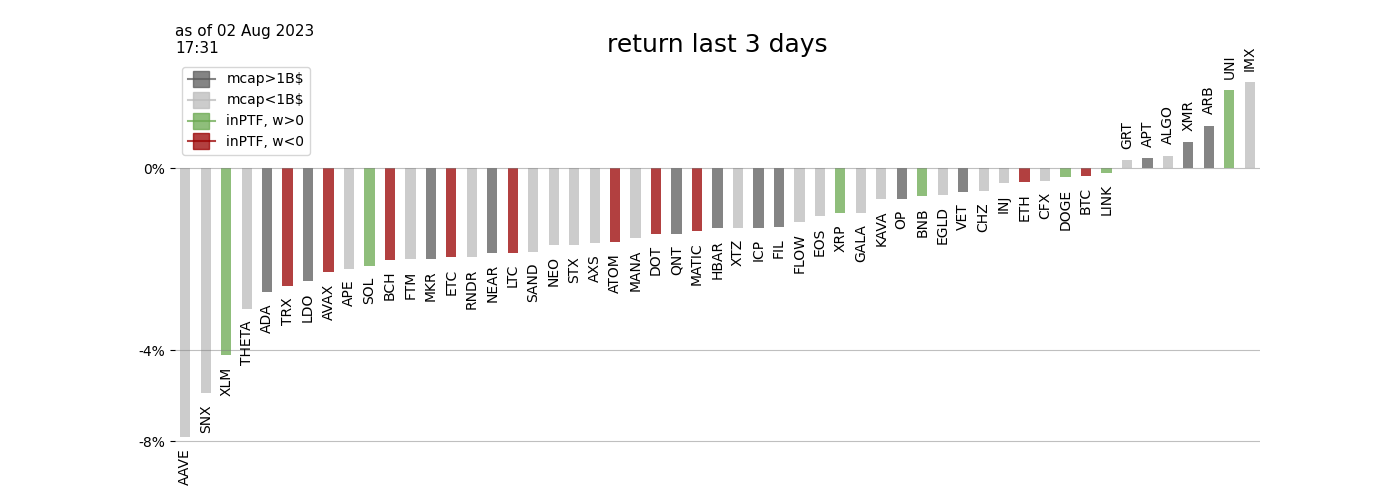 as of 02 Aug 2023
17:31
return last 3 days
mcap>1B$
mcap<1B$
inPTF, w>0
inPTF, w<0
0%
-4%
-8%
AAVE
SNX
XLM
THETA
ADA
TRX
LDO
AVAX
APE
SOL
BCH
FTM
MKR
ETC
RNDR
NEAR
LTC
SAND
NEO
STX
AXS
ATOM
MANA
DOT
QNT
MATIC
HBAR
XTZ
ICP
FIL
FLOW
EOS
XRP
GALA
KAVA
OP
BNB
EGLD
VET
CHZ
INJ
ETH
CFX
DOGE
BTC
LINK
GRT
APT
ALGO
XMR
ARB
UNI
IMX